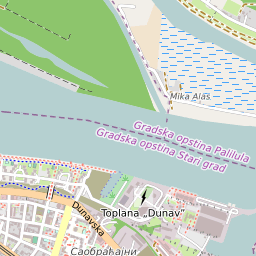 Mika Alas
Gradska opstina Palilula
Gradska opstina Stari grad
Dunavska
Toplana „Dunav”
Саобраћајни